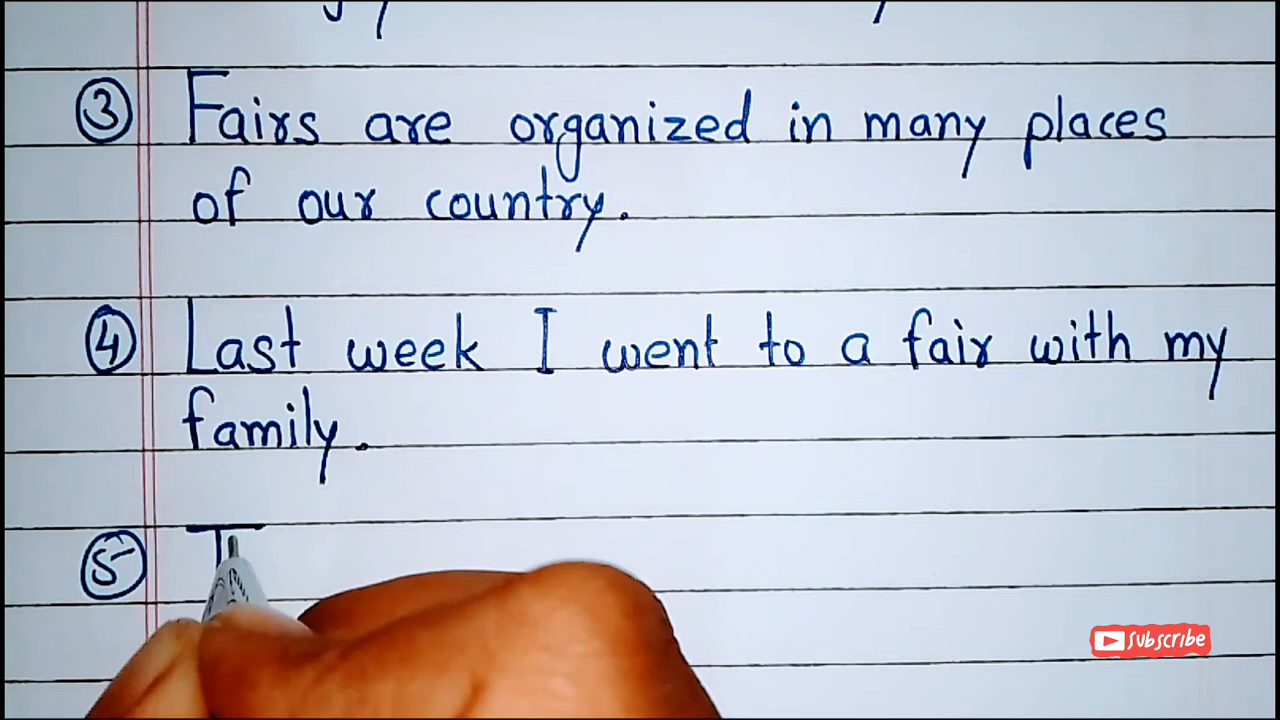 ③ Fairs are organized in many places
of our country.
④ Last week I went to a fair with my
family.
⑤ T
Subscribe